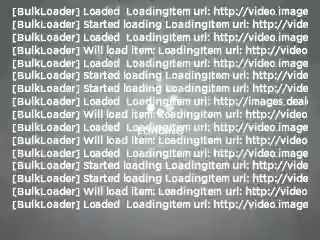 [BulkLoader] Loaded LoadingItem url: http://video.image
[BulkLoader] Started loading LoadingItem url: http://vide
[BulkLoader] Loaded LoadingItem url: http://video.image
[BulkLoader] Will load item: LoadingItem url: http://video
[BulkLoader] Loaded LoadingItem url: http://video.image
[BulkLoader] Started loading LoadingItem url: http://vide
[BulkLoader] Started loading LoadingItem url: http://vide
[BulkLoader] Loaded LoadingItem url: http://images.deal
[BulkLoader] Will load item: LoadingItem url: http://video
[BulkLoader] Loaded LoadingItem url: http://video.image
LOADING
[BulkLoader] Will load item: LoadingItem url: http://video
[BulkLoader] Loaded LoadingItem url: http://video.image
[BulkLoader] Started loading LoadingItem url: http://vide
[BulkLoader] Started loading LoadingItem url: http://vide
[BulkLoader] Will load item: LoadingItem url: http://video
[BulkLoader] Loaded LoadingItem url: http://video.image